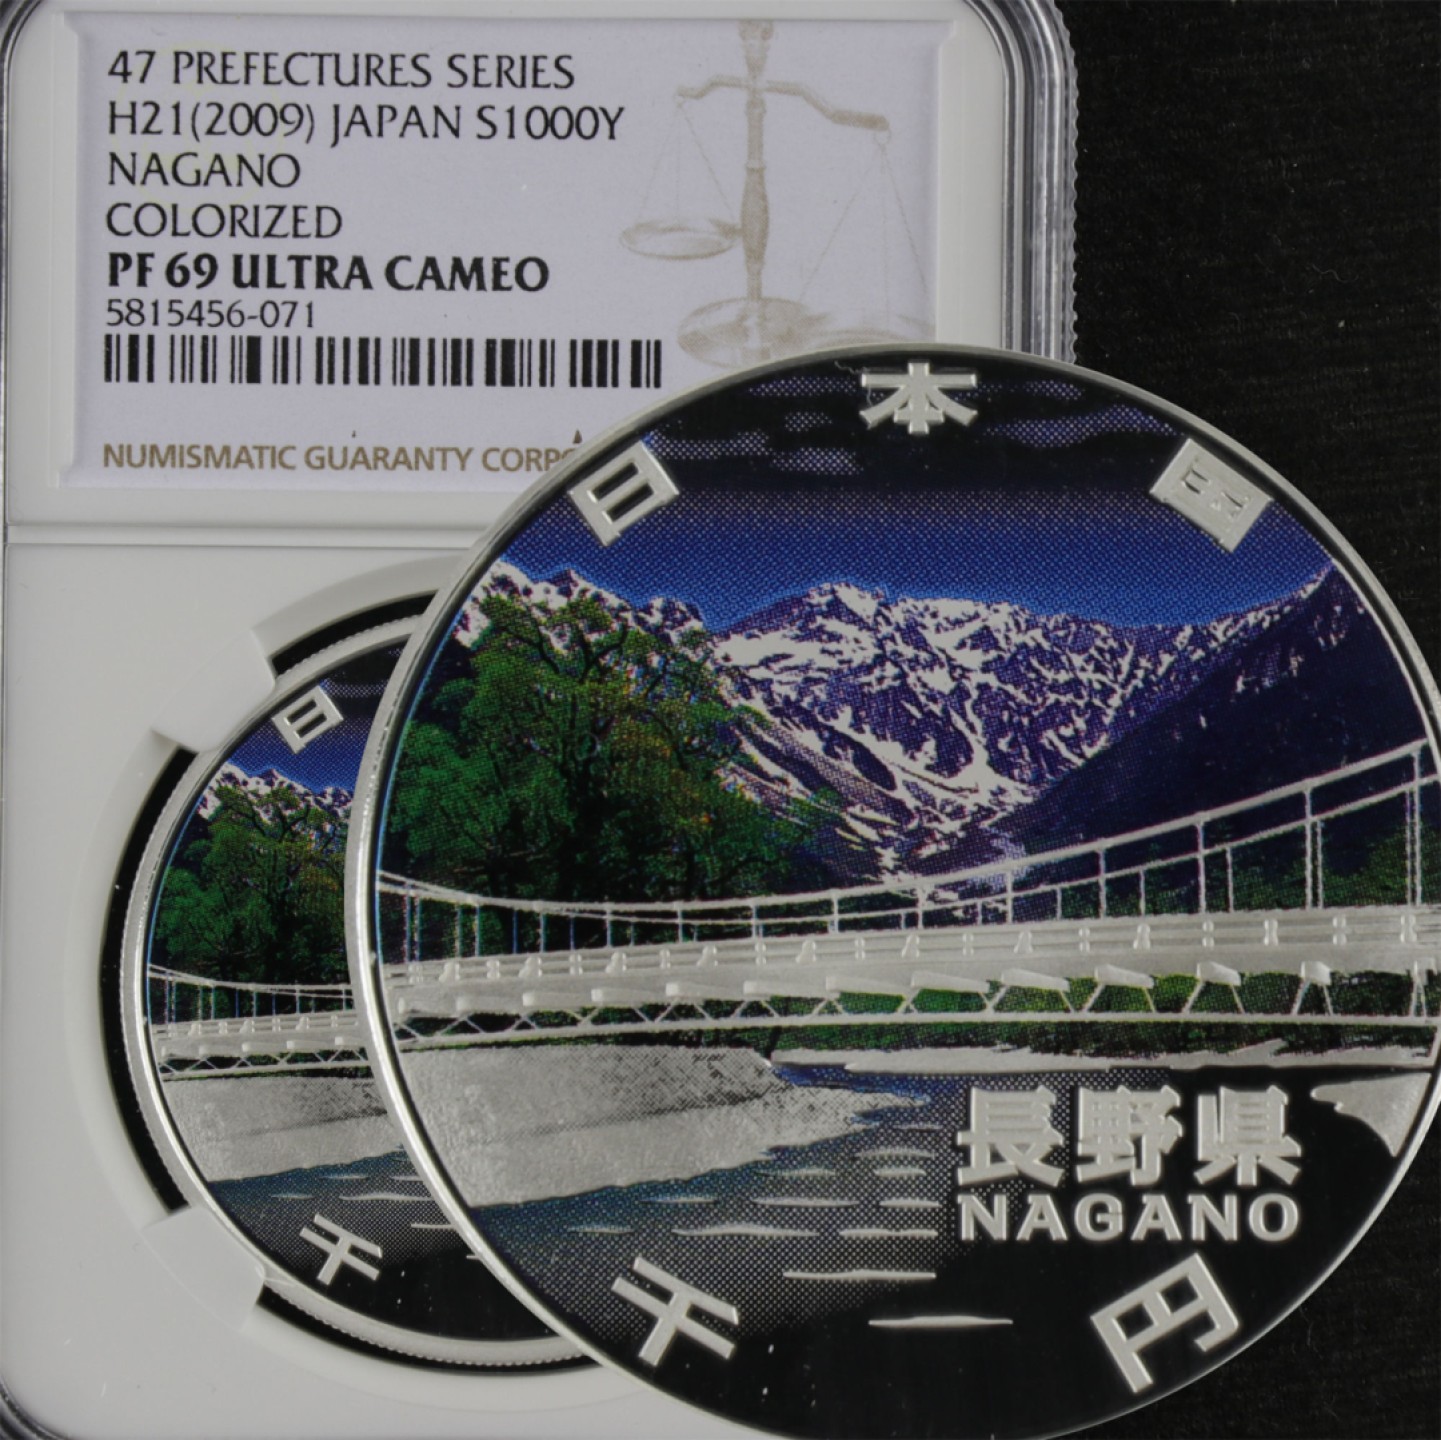 47 PREFECTURES SERIES
H21(2009) JAPAN S1000Y
NAGANO
COLORIZED
PF 69 ULTRA CAMEO
5815456-071
NUMISMATIC GUARANTY
日本国
長野県
NAGANO
千円
日
千